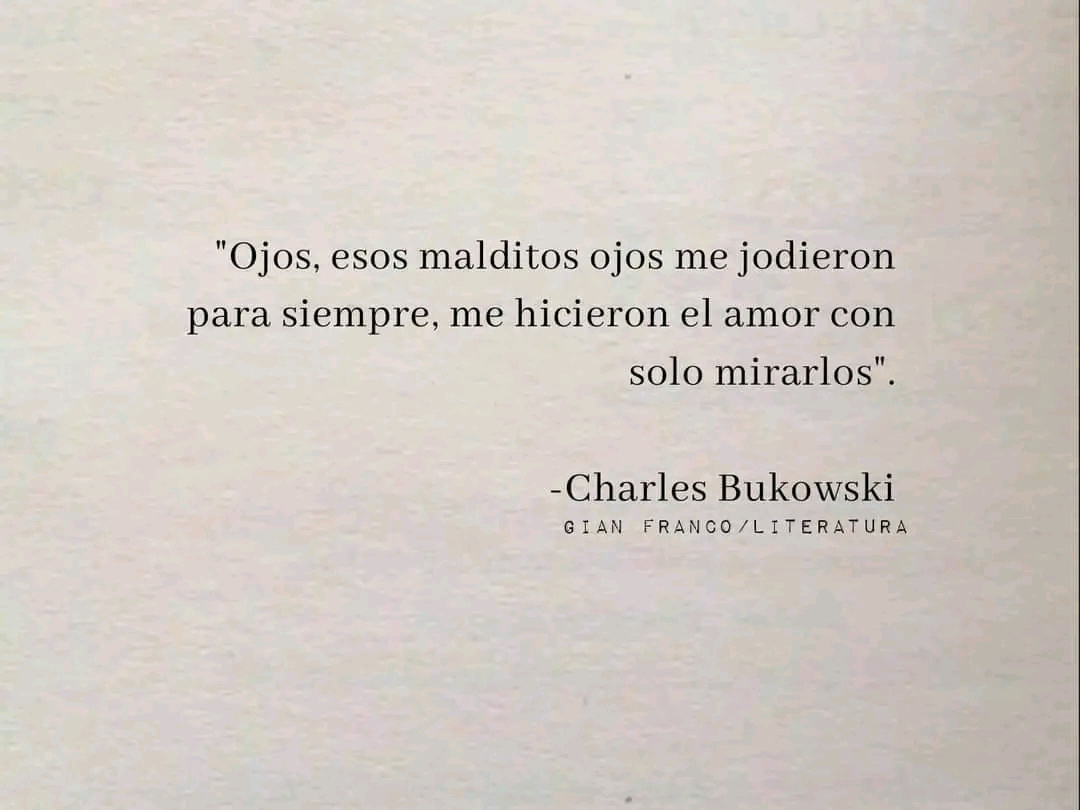 "Ojos, esos malditos ojos me jodieron
para siempre, me hicieron el amor con
solo mirarlos".
-Charles Bukowski
GIAN FRANCO/LITERATURA